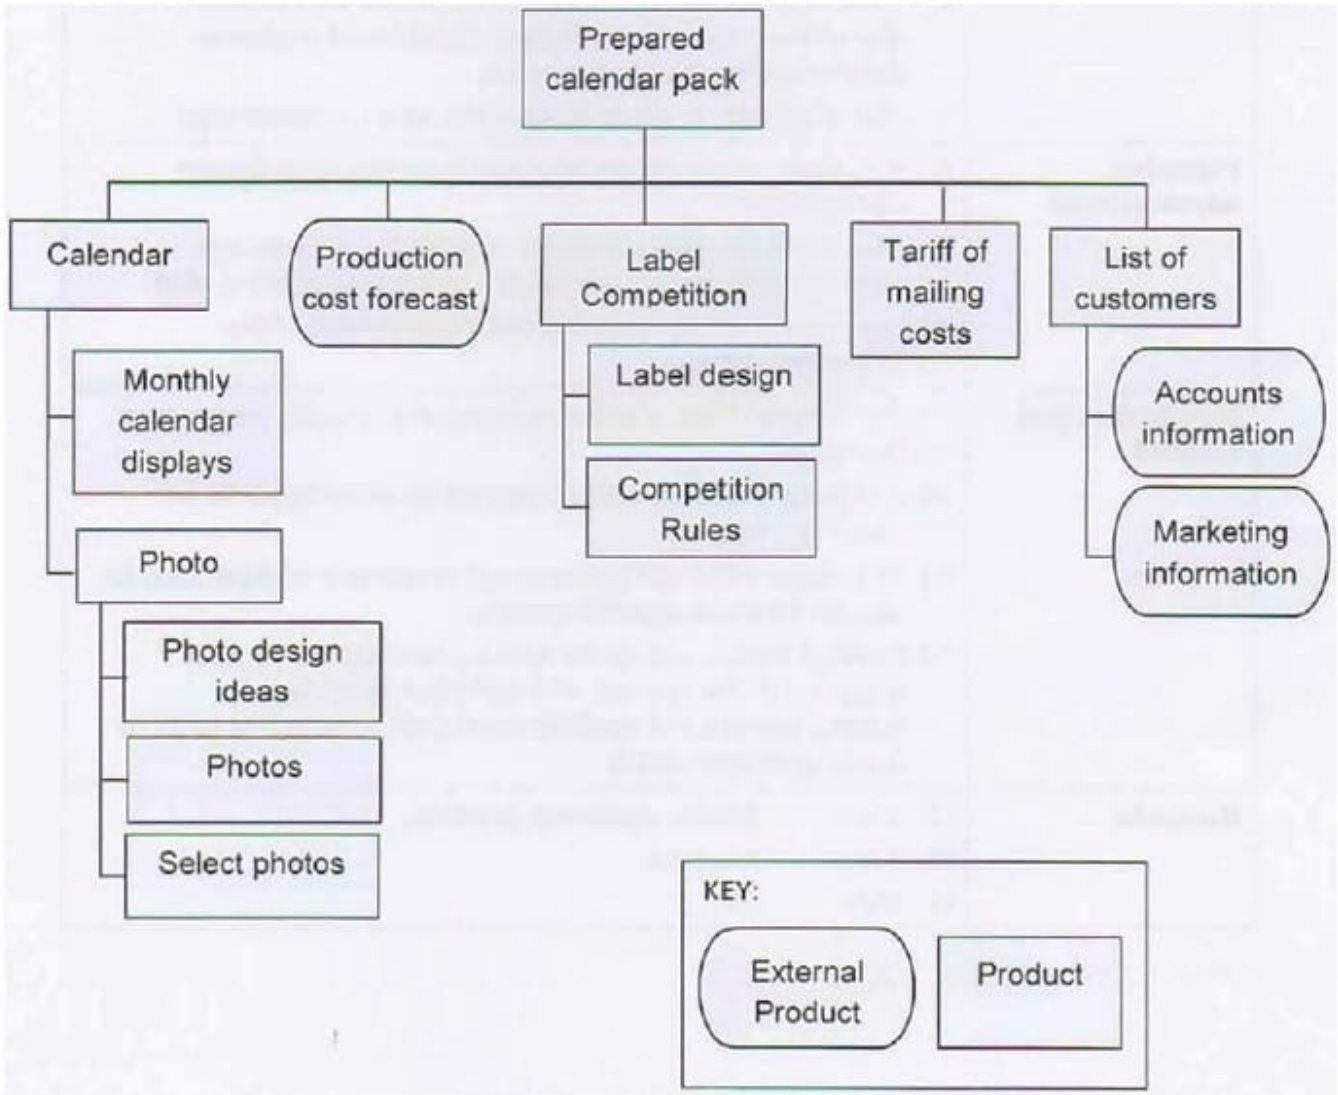 Prepared
calendar pack
Calendar
Production
cost forecast
Label
Competition
Tariff of
mailing
costs
List of
customers
Monthly
calendar
displays
Label design
Accounts
information
Competition
Rules
Marketing
information
Photo
Photo design
ideas
Photos
Select photos
KEY:
External
Product
Product